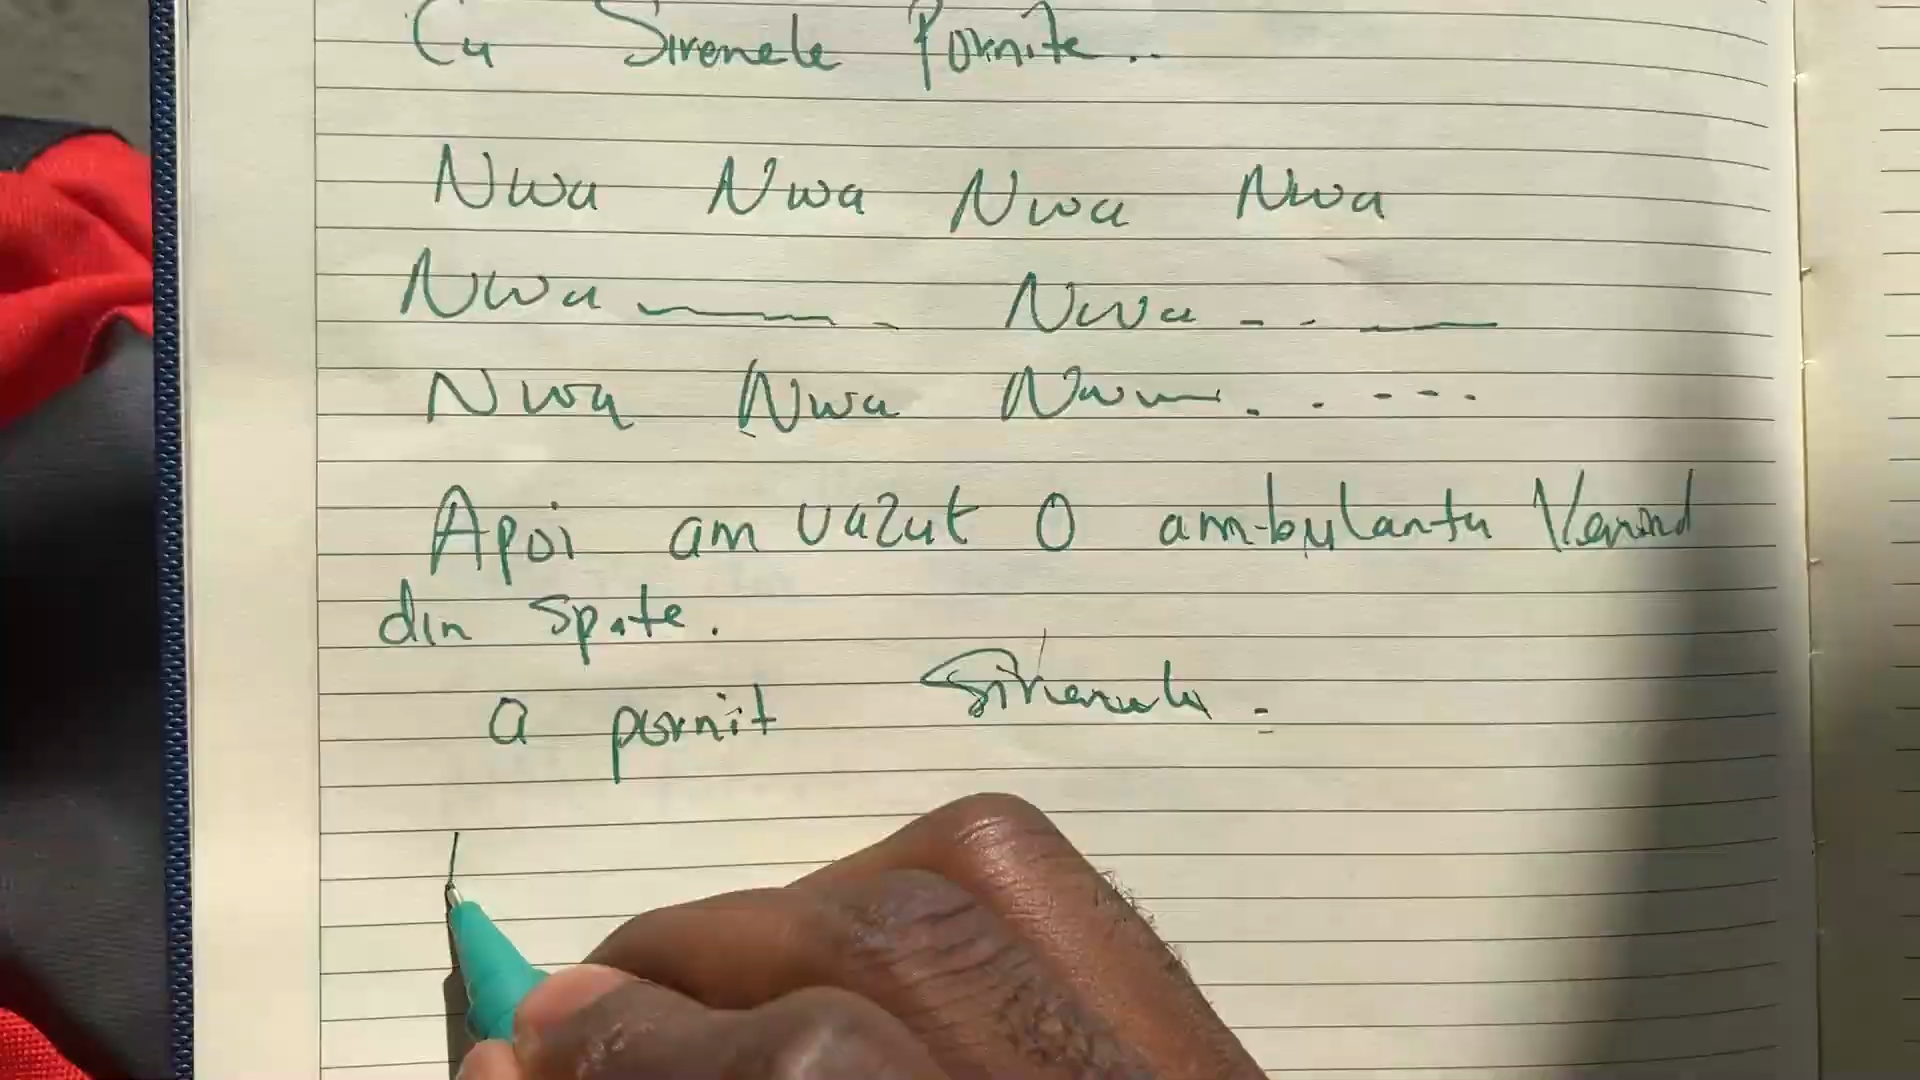 Cu Sirenele Pornite..
Nwa Nwa Nwa Nwa
Nwa ——. Nwa --. —
Nwa Nwa Nw—. . ----
Apoi am vazut O ambulanta Venind
din spate.
a pornit Sirenele.